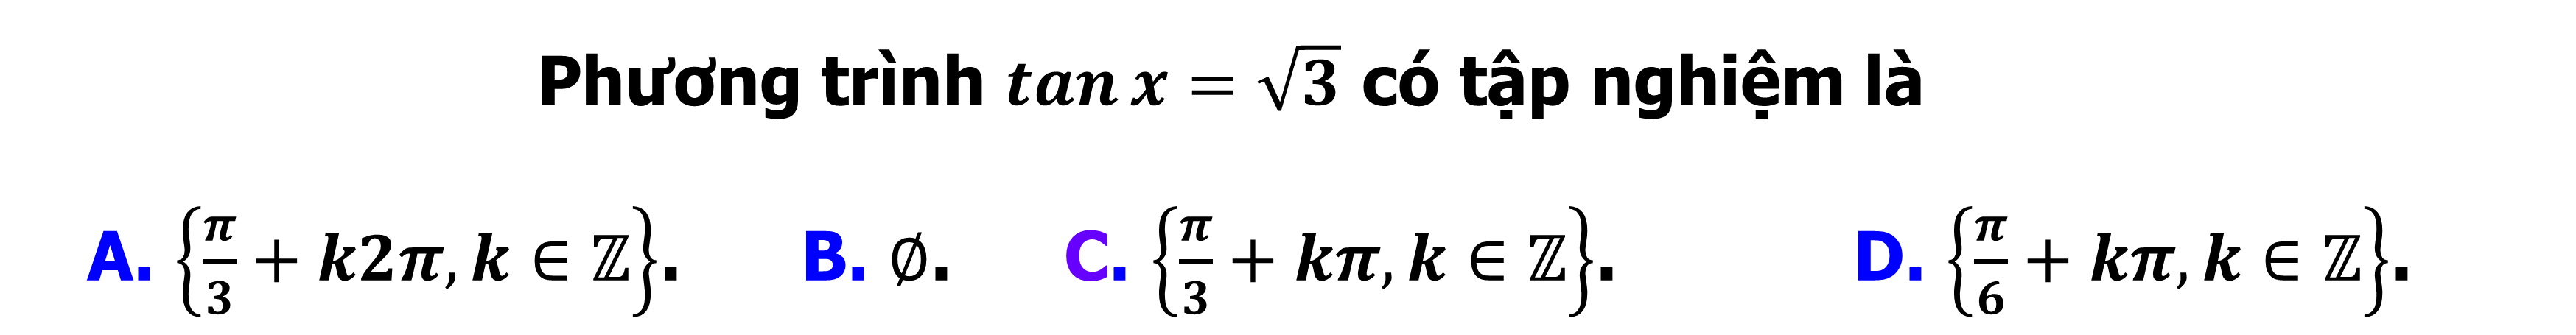 Phương trình tan x = √3 có tập nghiệm là
A. {π/3 + k2π, k ∈ ℤ}. B. ∅. C. {π/3 + kπ, k ∈ ℤ}. D. {π/6 + kπ, k ∈ ℤ}.